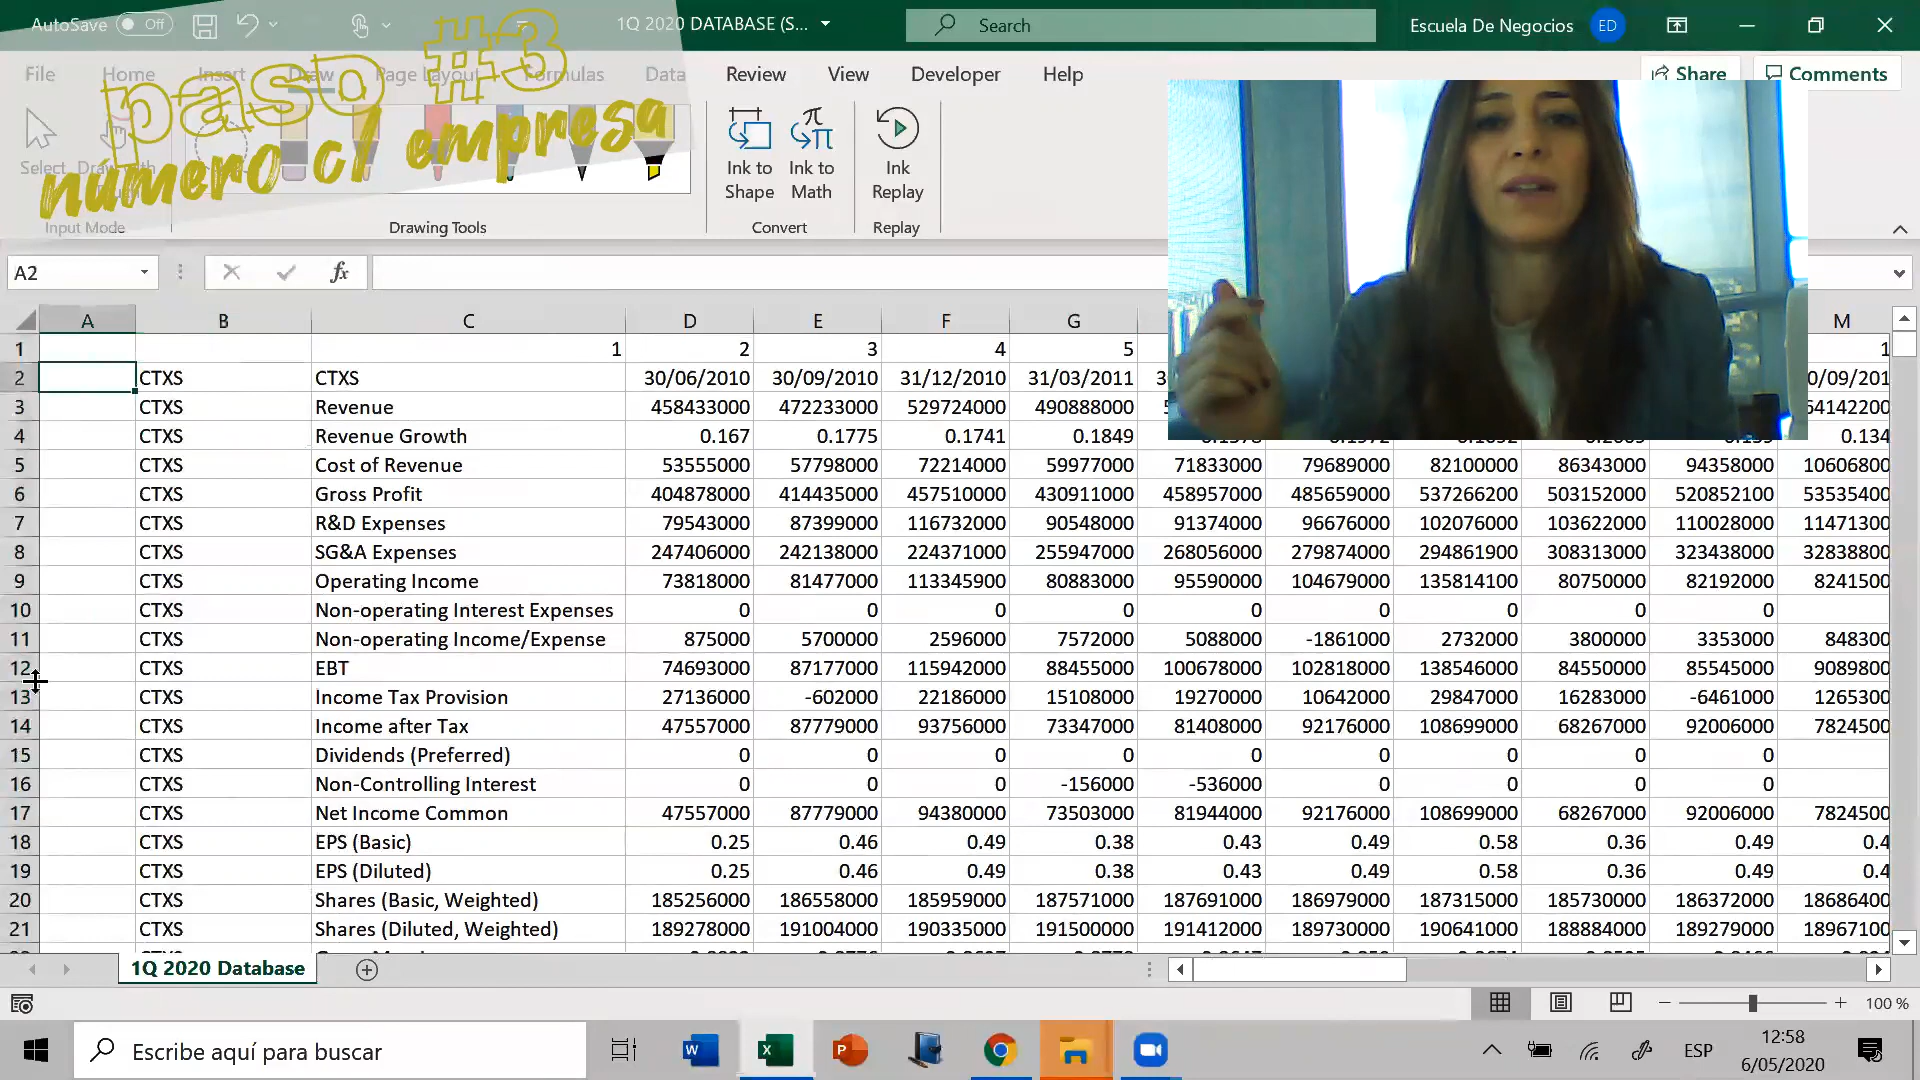 AutoSave Off 1Q 2020 DATABASE (S... Search Escuela De Negocios ED
paso #3
número c/ empresa
File Home Insert Draw Page Layout Formulas Data Review View Developer Help Share Comments
Select
Ink to Shape Ink to Math Ink Replay
Input Mode Drawing Tools Convert Replay
A2 fx
A B C D E F G M
1 1 2 3 4 5 1
2 CTXS CTXS 30/06/2010 30/09/2010 31/12/2010 31/03/2011 3 0/09/201
3 CTXS Revenue 458433000 472233000 529724000 490888000 64142200
4 CTXS Revenue Growth 0.167 0.1775 0.1741 0.1849 0.134
5 CTXS Cost of Revenue 53555000 57798000 72214000 59977000 71833000 79689000 82100000 86343000 94358000 10606800
6 CTXS Gross Profit 404878000 414435000 457510000 430911000 458957000 485659000 537266200 503152000 520852100 53535400
7 CTXS R&D Expenses 79543000 87399000 116732000 90548000 91374000 96676000 102076000 103622000 110028000 11471300
8 CTXS SG&A Expenses 247406000 242138000 224371000 255947000 268056000 279874000 294861900 308313000 323438000 32838800
9 CTXS Operating Income 73818000 81477000 113345900 80883000 95590000 104679000 135814100 80750000 82192000 8241500
10 CTXS Non-operating Interest Expenses 0 0 0 0 0 0 0 0 0
11 CTXS Non-operating Income/Expense 875000 5700000 2596000 7572000 5088000 -1861000 2732000 3800000 3353000 848300
12 CTXS EBT 74693000 87177000 115942000 88455000 100678000 102818000 138546000 84550000 85545000 9089800
13 CTXS Income Tax Provision 27136000 -602000 22186000 15108000 19270000 10642000 29847000 16283000 -6461000 1265300
14 CTXS Income after Tax 47557000 87779000 93756000 73347000 81408000 92176000 108699000 68267000 92006000 7824500
15 CTXS Dividends (Preferred) 0 0 0 0 0 0 0 0 0
16 CTXS Non-Controlling Interest 0 0 0 -156000 -536000 0 0 0 0
17 CTXS Net Income Common 47557000 87779000 94380000 73503000 81944000 92176000 108699000 68267000 92006000 7824500
18 CTXS EPS (Basic) 0.25 0.46 0.49 0.38 0.43 0.49 0.58 0.36 0.49 0.4
19 CTXS EPS (Diluted) 0.25 0.46 0.49 0.38 0.43 0.49 0.58 0.36 0.49 0.4
20 CTXS Shares (Basic, Weighted) 185256000 186558000 185959000 187571000 187691000 186979000 187315000 185730000 186372000 18686400
21 CTXS Shares (Diluted, Weighted) 189278000 191004000 190335000 191500000 191412000 189730000 190641000 188884000 189279000 18967100
1Q 2020 Database
100 %
Escribe aquí para buscar ESP 12:58
6/05/2020